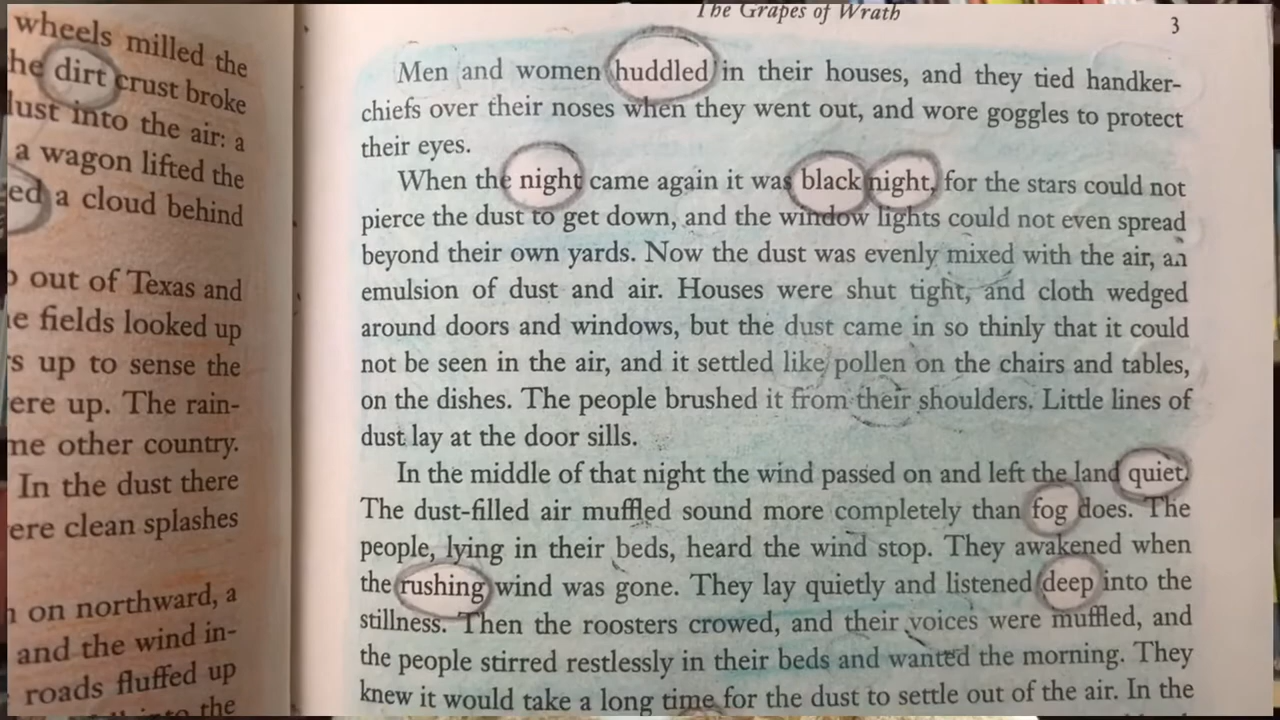 wheels milled the
he dirt crust broke
lust into the air: a
a wagon lifted the
ed a cloud behind
out of Texas and
e fields looked up
s up to sense the
ere up. The rain-
me other country.
In the dust there
ere clean splashes
on northward, a
and the wind in-
roads fluffed up
the
The Grapes of Wrath
3
Men and women huddled in their houses, and they tied handker-
chiefs over their noses when they went out, and wore goggles to protect
their eyes.
When the night came again it was black night, for the stars could not
pierce the dust to get down, and the window lights could not even spread
beyond their own yards. Now the dust was evenly mixed with the air, an
emulsion of dust and air. Houses were shut tight, and cloth wedged
around doors and windows, but the dust came in so thinly that it could
not be seen in the air, and it settled like pollen on the chairs and tables,
on the dishes. The people brushed it from their shoulders. Little lines of
dust lay at the door sills.
In the middle of that night the wind passed on and left the land quiet.
The dust-filled air muffled sound more completely than fog does. The
people, lying in their beds, heard the wind stop. They awakened when
the rushing wind was gone. They lay quietly and listened deep into the
stillness. Then the roosters crowed, and their voices were muffled, and
the people stirred restlessly in their beds and wanted the morning. They
knew it would take a long time for the dust to settle out of the air. In the